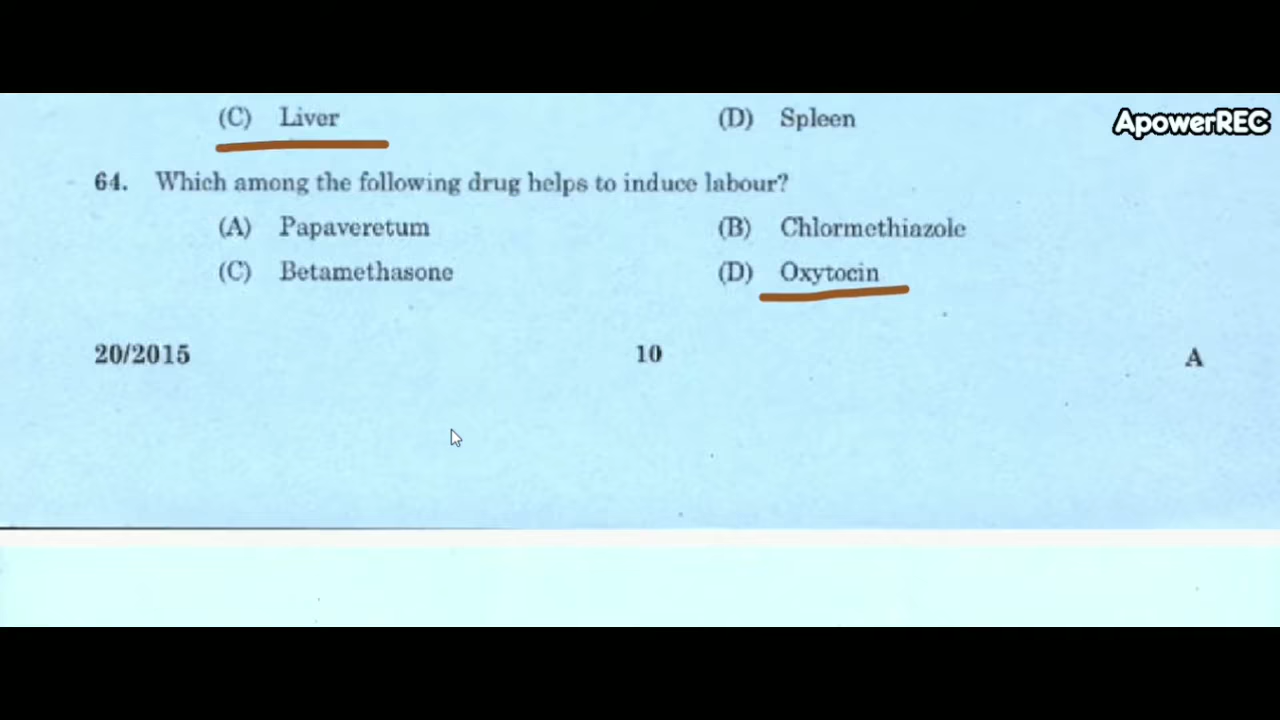 ApowerREC
(C) Liver (D) Spleen
64. Which among the following drug helps to induce labour?
(A) Papaveretum (B) Chlormethiazole
(C) Betamethasone (D) Oxytocin
20/2015 10 A